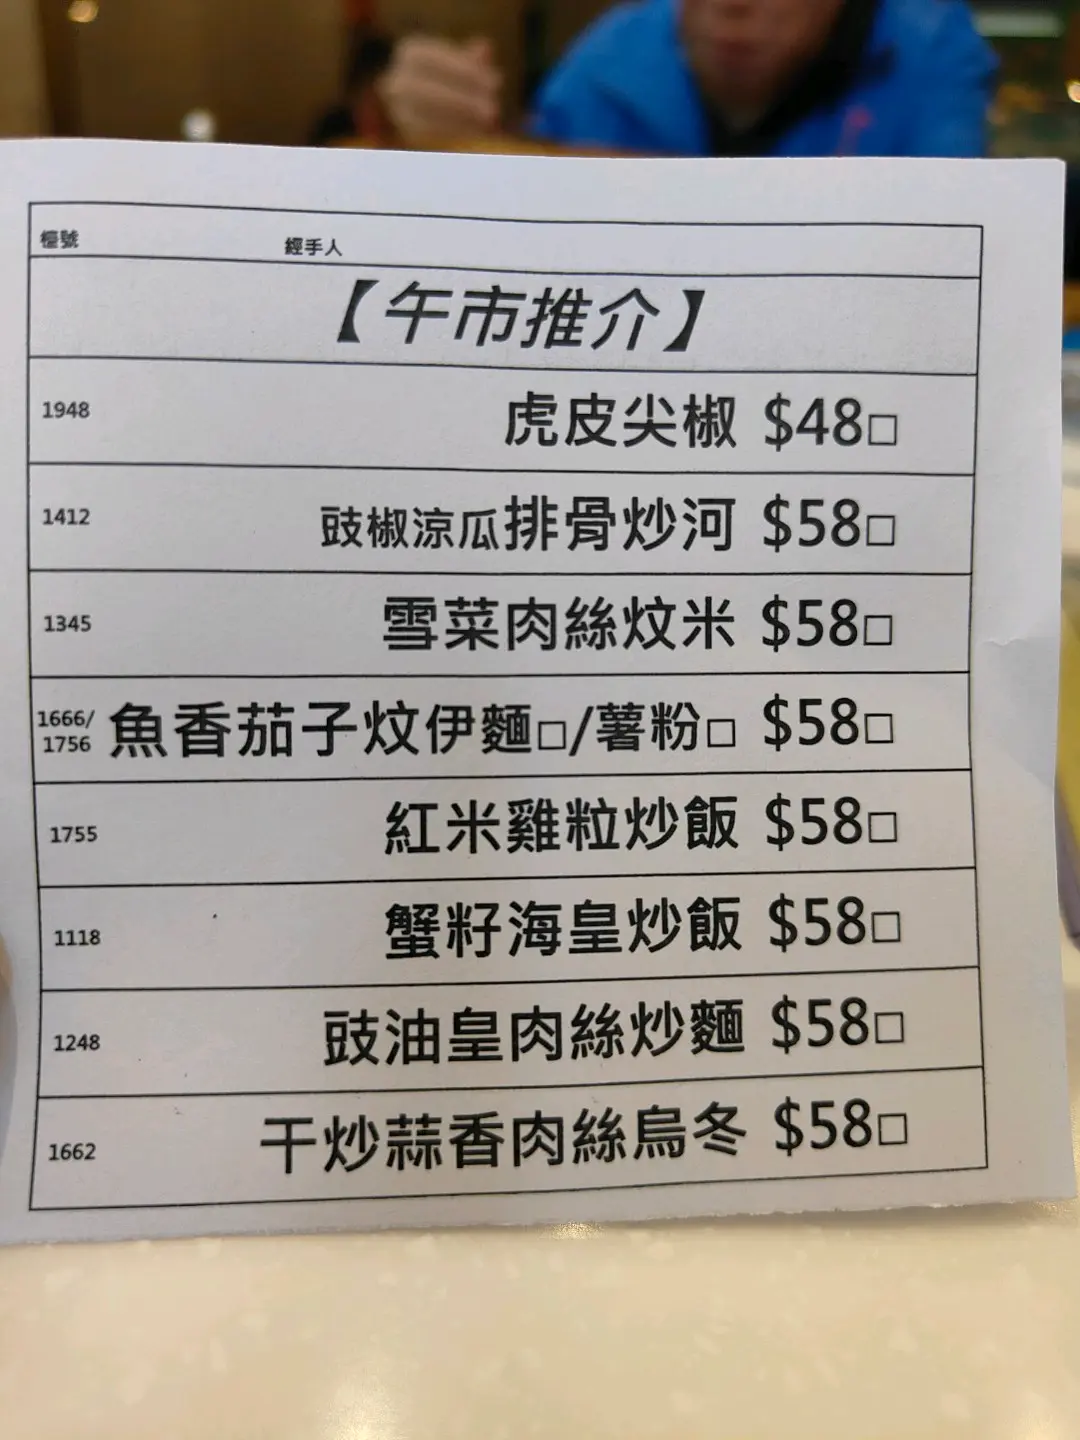 檯號 經手人
【午市推介】
1948 虎皮尖椒 $48□
1412 豉椒涼瓜排骨炒河 $58□
1345 雪菜肉絲炆米 $58□
1666/
1756 魚香茄子炆伊麵□/薯粉□ $58□
1755 紅米雞粒炒飯 $58□
1118 蟹籽海皇炒飯 $58□
1248 豉油皇肉絲炒麵 $58□
1662 干炒蒜香肉絲烏冬 $58□